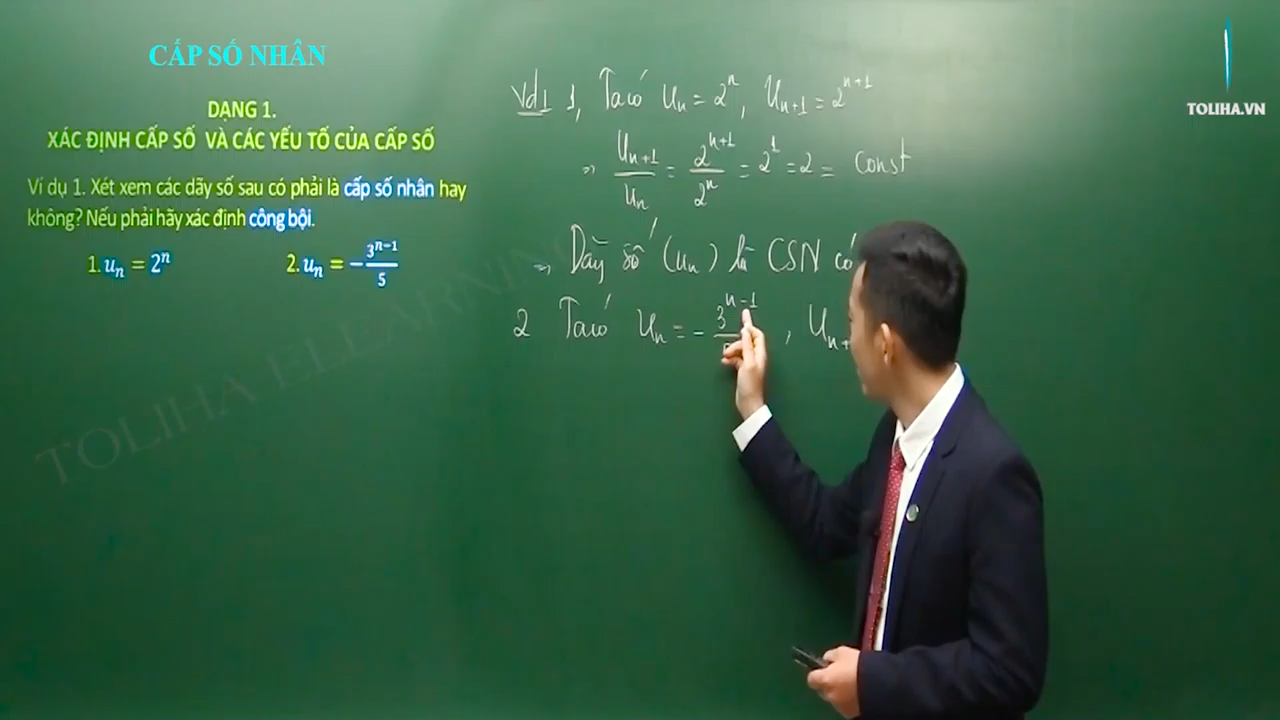 CẤP SỐ NHÂN
DẠNG 1.
XÁC ĐỊNH CẤP SỐ VÀ CÁC YẾU TỐ CỦA CẤP SỐ
Ví dụ 1. Xét xem các dãy số sau có phải là cấp số nhân hay
không? Nếu phải hãy xác định công bội.
1. uₙ = 2ⁿ 2. uₙ = −3ⁿ⁻¹/5
Vd1 1, Ta có Uₙ = 2ⁿ, Uₙ₊₁ = 2ⁿ⁺¹
⇒ Uₙ₊₁/Uₙ = 2ⁿ⁺¹/2ⁿ = 2¹ = 2 = const
⇒ Dãy số (uₙ) là CSN có
2 Ta có Uₙ = −3ⁿ⁻¹ , Uₙ₊
TOLIHA.VN
TOLIHA ELEARNING